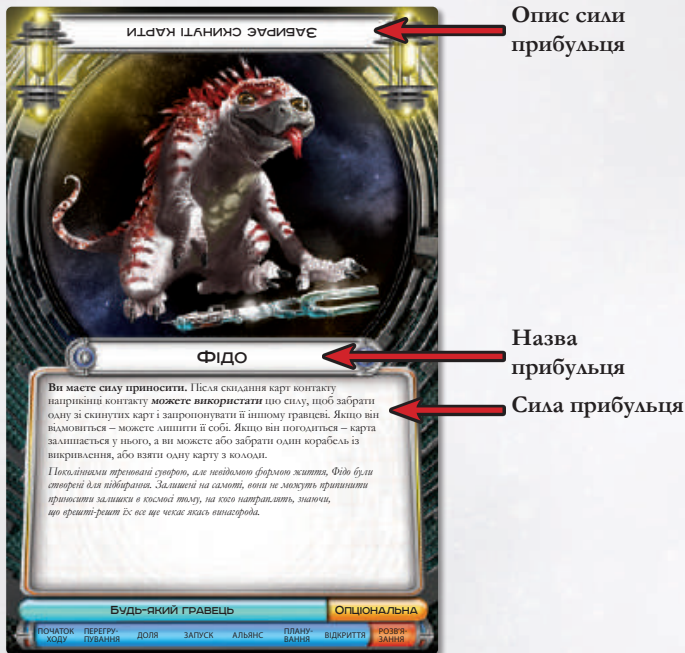 Забирає скинуті карти
Опис сили
прибульця
Назва
прибульця
Фідо
Сила прибульця
Ви маєте силу приносити. Після скидання карт контакту
наприкінці контакту можете використати цю силу, щоб забрати
одну зі скинутих карт і запропонувати її іншому гравцеві. Якщо він
відмовиться – можете лишити її собі. Якщо він погодиться – карта
залишається у нього, а ви можете або забрати один корабель із
викривлення, або взяти одну карту з колоди.
Поколіннями треновані суворою, але невідомою формою життя, Фідо були
створені для підбирання. Залишені на самоті, вони не можуть припинити
приносити залишки в космосі тому, на кого натраплять, знаючи,
що врешті-решт їх все ще чекає якась винагорода.
Будь-який гравець Опціональна
Початок ходу Перегру-пування Доля Запуск Альянс Плану-вання Відкриття Розв'я-зання